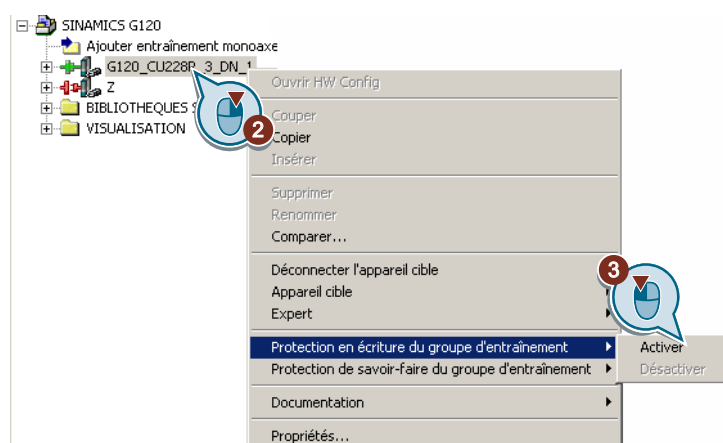 SINAMICS G120
Ajouter entraînement monoaxe
G120_CU228P_3_DN_1
Z
BIBLIOTHEQUES S
VISUALISATION
2
Ouvrir HW Config
Couper
Copier
Insérer
Supprimer
Renommer
Comparer...
Déconnecter l'appareil cible
Appareil cible
Expert
3
Protection en écriture du groupe d'entraînement
Activer
Protection de savoir-faire du groupe d'entraînement
Désactiver
Documentation
Propriétés...